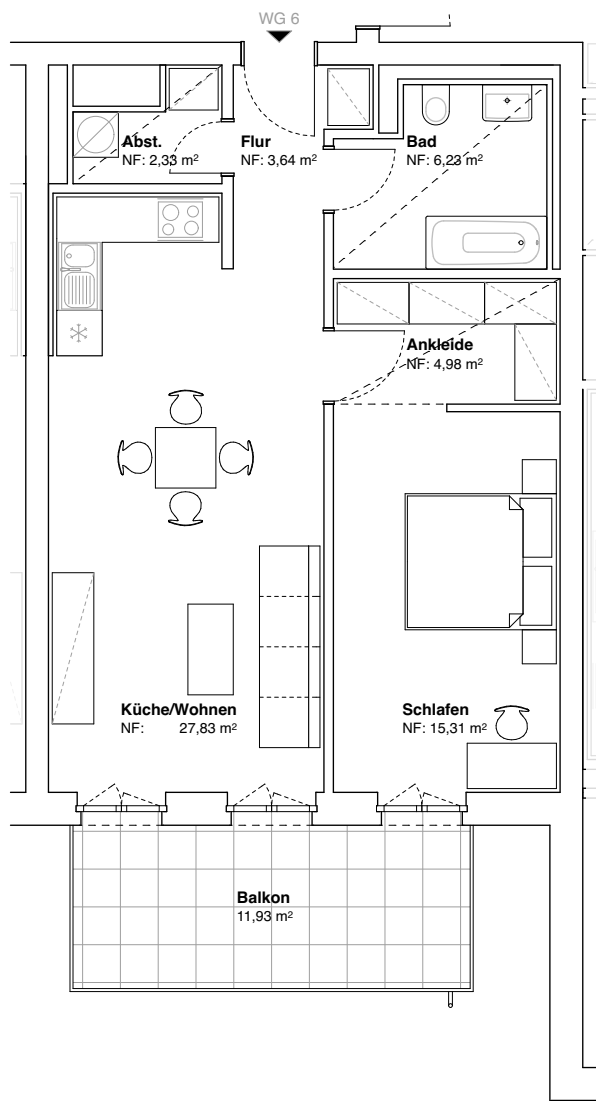 WG 6
Abst.
NF: 2,33 m²
Flur
NF: 3,64 m²
Bad
NF: 6,23 m²
Ankleide
NF: 4,98 m²
Küche/Wohnen
NF: 27,83 m²
Schlafen
NF: 15,31 m²
Balkon
11,93 m²